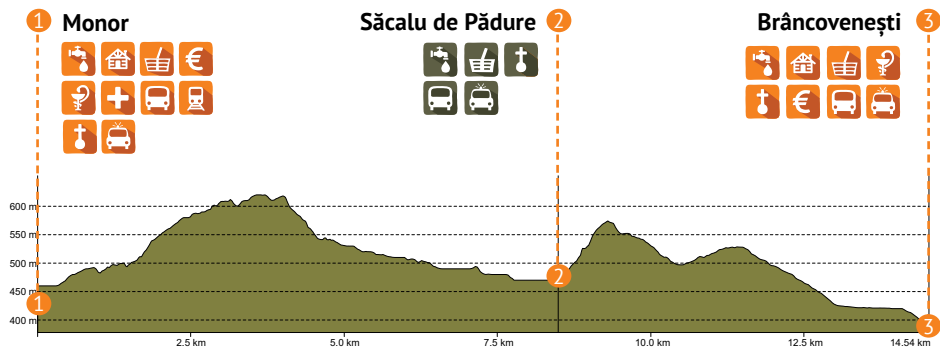 1 Monor
Săcalu de Pădure 2
Brâncovenești 3
€
€
600 m
550 m
500 m
450 m
400 m
1
2
3
2.5 km
5.0 km
7.5 km
10.0 km
12.5 km
14.54 km